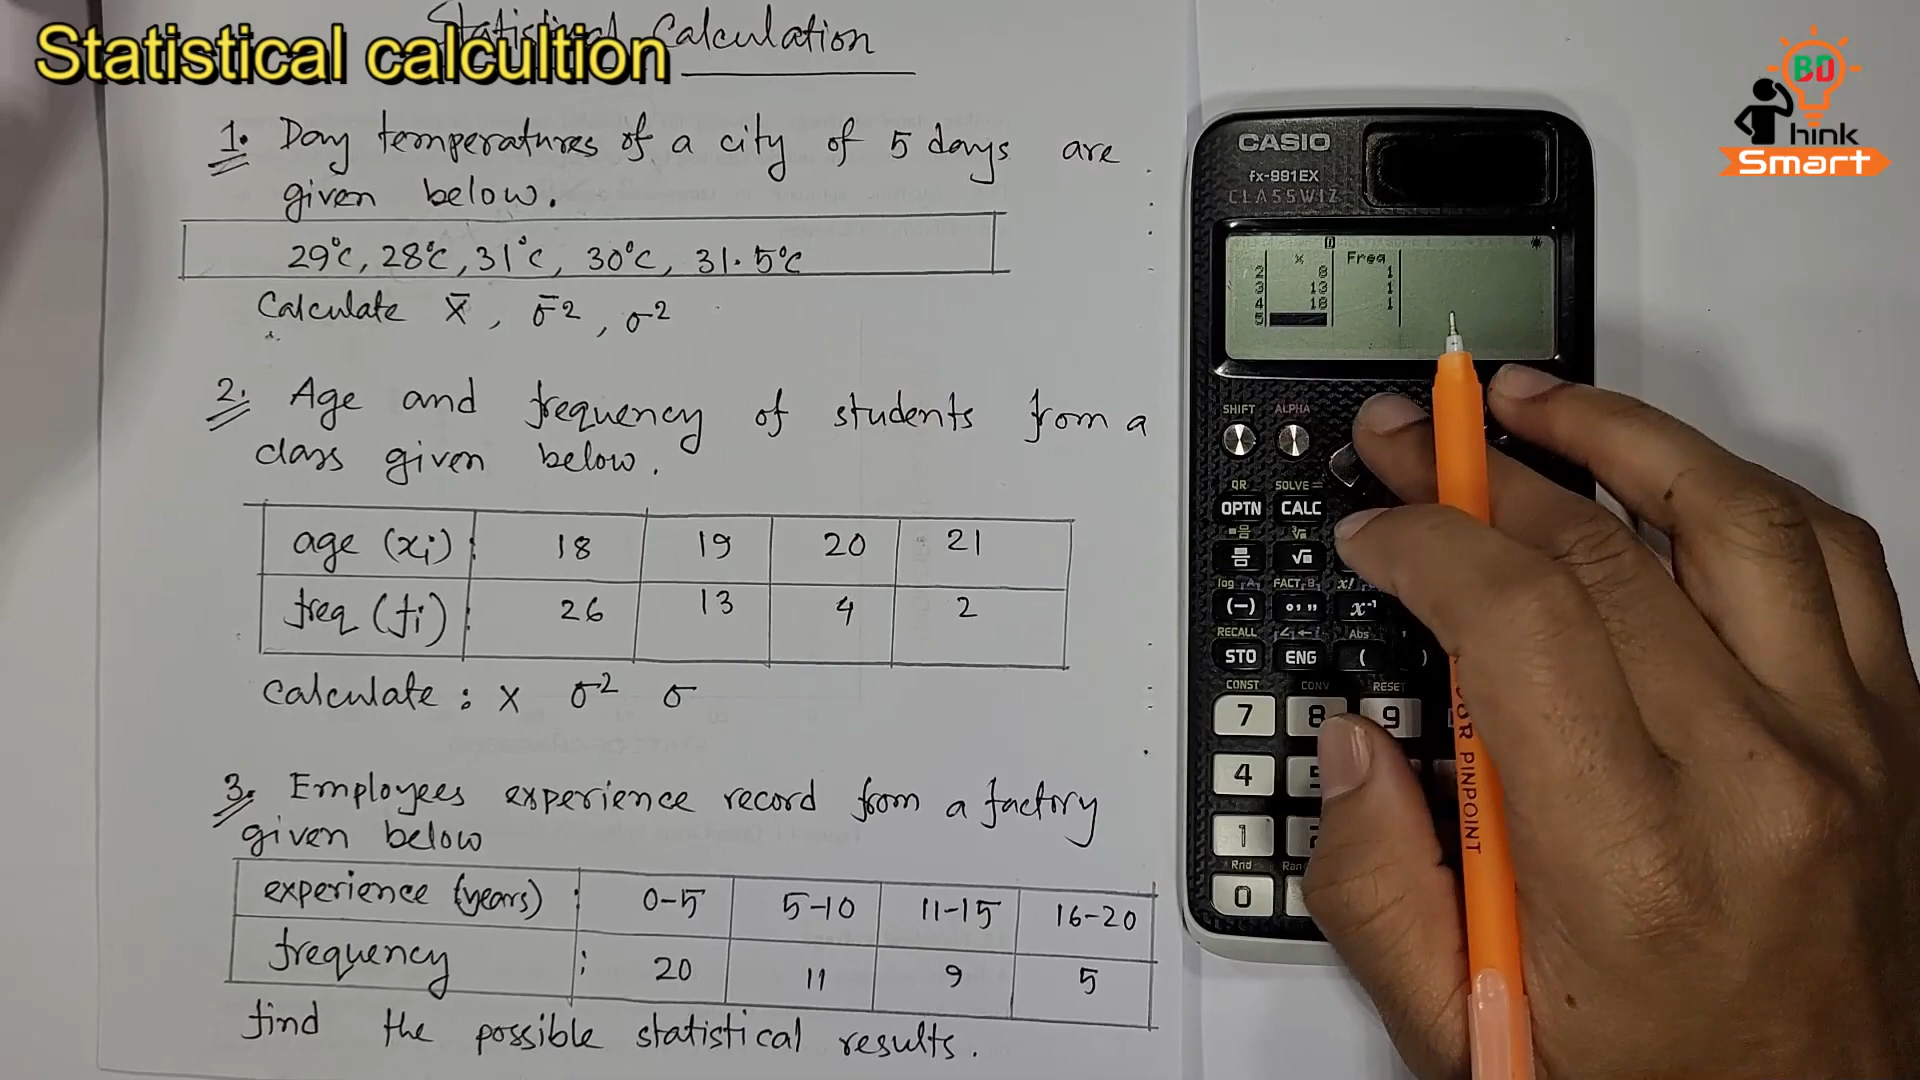 Statistical Calculation
Statistical calcultion
1. Day temperatures of a city of 5 days are
given below.
29°C, 28°C, 31°C, 30°C, 31.5°C
Calculate x̄, σ̄2, σ2
2. Age and frequency of students from a
class given below.
age (xi): 18 19 20 21
freq (fi): 26 13 4 2
calculate: x σ2 σ
3. Employees experience record from a factory
given below
experience (years): 0-5 5-10 11-15 16-20
frequency: 20 11 9 5
find the possible statistical results.
BD
hink
Smart
CASIO
fx-991EX
CLASSWIZ
D
x Freq
2 8 1
3 13 1
4 18 1
5
SHIFT ALPHA
QR SOLVE =
OPTN CALC
log FACT B x!
(−) x-1
RECALL Abs
STO ENG ( )
CONST CONV RESET
7 8 9
4 5
1 2
Rnd Ran
0
PINPOINT